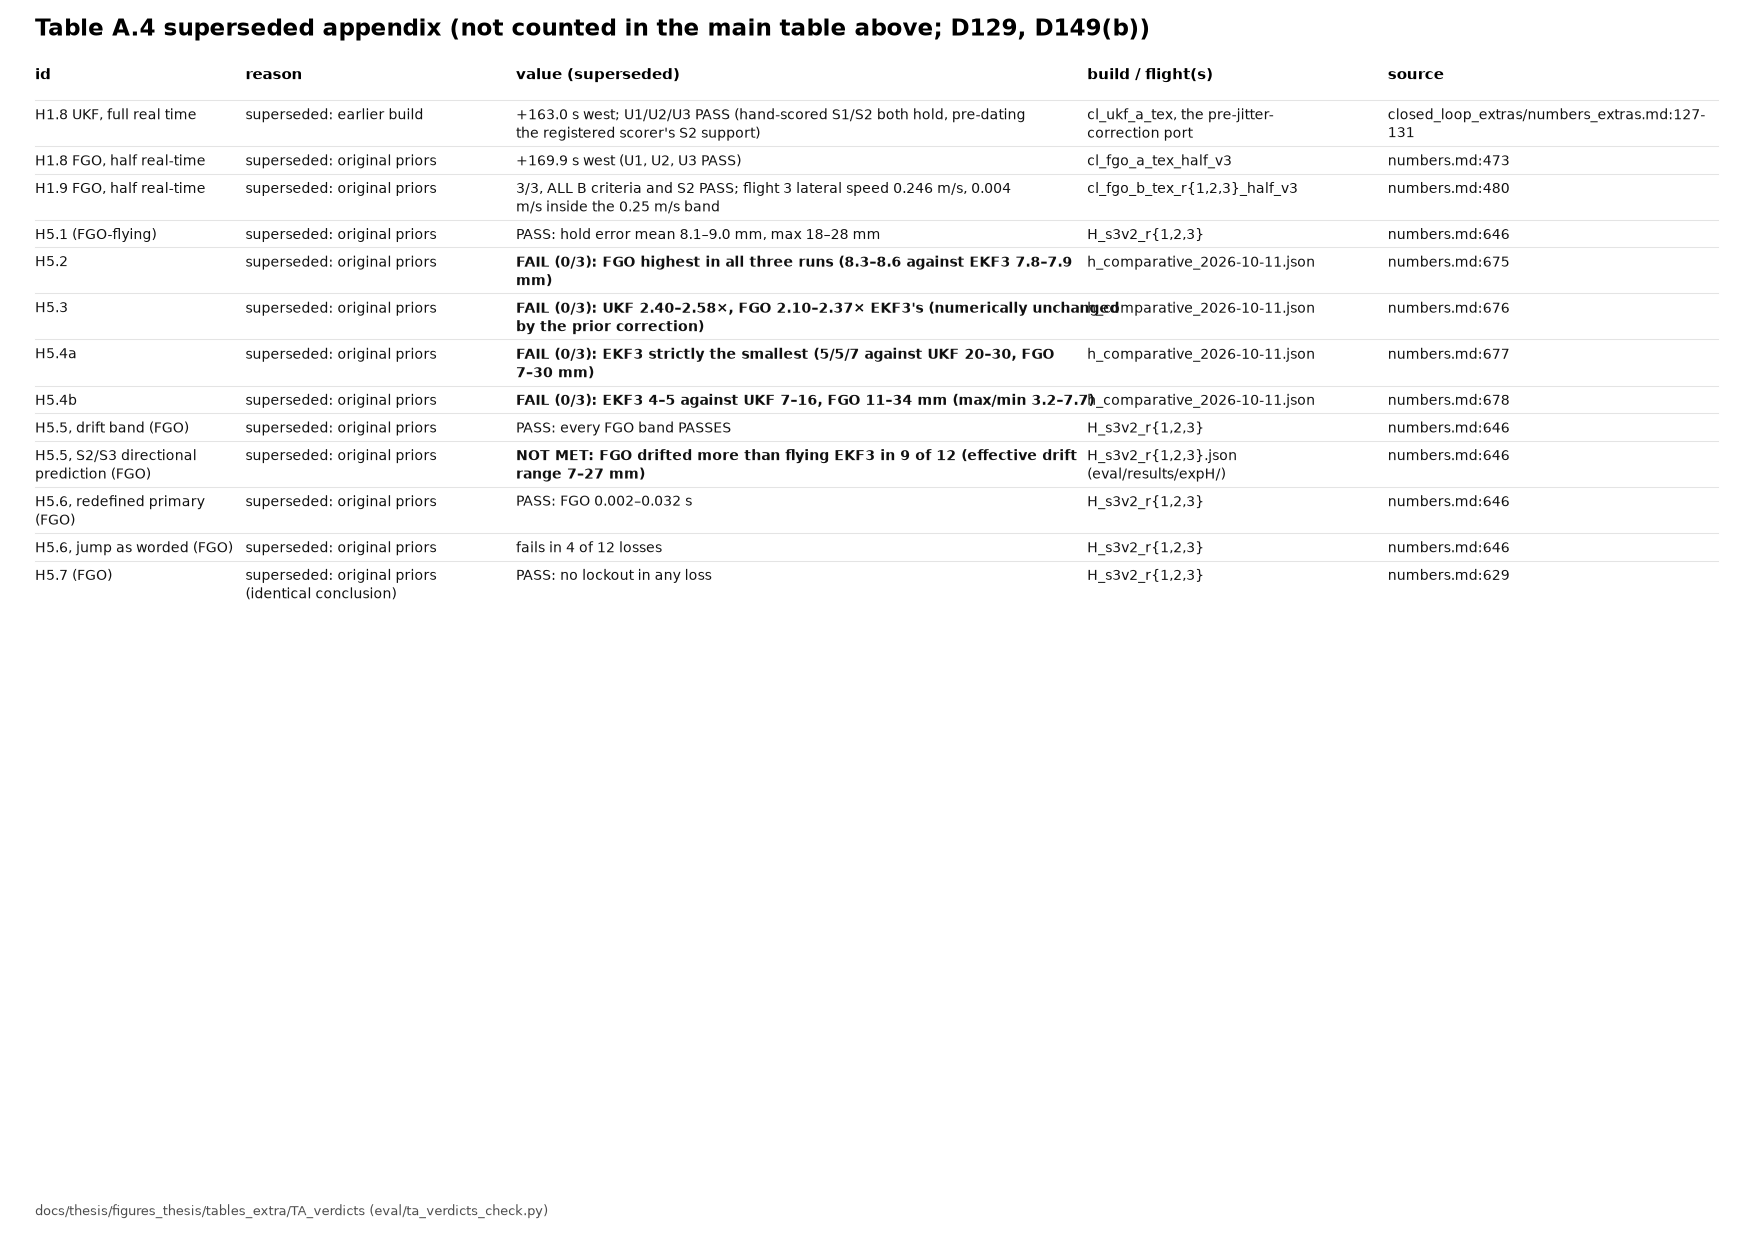 Table A.4 superseded appendix (not counted in the main table above; D129, D149(b))
id reason value (superseded) build / flight(s) source
H1.8 UKF, full real time superseded: earlier build +163.0 s west; U1/U2/U3 PASS (hand-scored S1/S2 both hold, pre-dating cl_ukf_a_tex, the pre-jitter- closed_loop_extras/numbers_extras.md:127-
the registered scorer's S2 support) correction port 131
H1.8 FGO, half real-time superseded: original priors +169.9 s west (U1, U2, U3 PASS) cl_fgo_a_tex_half_v3 numbers.md:473
H1.9 FGO, half real-time superseded: original priors 3/3, ALL B criteria and S2 PASS; flight 3 lateral speed 0.246 m/s, 0.004 cl_fgo_b_tex_r{1,2,3}_half_v3 numbers.md:480
m/s inside the 0.25 m/s band
H5.1 (FGO-flying) superseded: original priors PASS: hold error mean 8.1–9.0 mm, max 18–28 mm H_s3v2_r{1,2,3} numbers.md:646
H5.2 superseded: original priors FAIL (0/3): FGO highest in all three runs (8.3–8.6 against EKF3 7.8–7.9 h_comparative_2026-10-11.json numbers.md:675
mm)
H5.3 superseded: original priors FAIL (0/3): UKF 2.40–2.58×, FGO 2.10–2.37× EKF3's (numerically unchanged h_comparative_2026-10-11.json numbers.md:676
by the prior correction)
H5.4a superseded: original priors FAIL (0/3): EKF3 strictly the smallest (5/5/7 against UKF 20–30, FGO h_comparative_2026-10-11.json numbers.md:677
7–30 mm)
H5.4b superseded: original priors FAIL (0/3): EKF3 4–5 against UKF 7–16, FGO 11–34 mm (max/min 3.2–7.7) h_comparative_2026-10-11.json numbers.md:678
H5.5, drift band (FGO) superseded: original priors PASS: every FGO band PASSES H_s3v2_r{1,2,3} numbers.md:646
H5.5, S2/S3 directional superseded: original priors NOT MET: FGO drifted more than flying EKF3 in 9 of 12 (effective drift H_s3v2_r{1,2,3}.json numbers.md:646
prediction (FGO) range 7–27 mm) (eval/results/expH/)
H5.6, redefined primary superseded: original priors PASS: FGO 0.002–0.032 s H_s3v2_r{1,2,3} numbers.md:646
(FGO)
H5.6, jump as worded (FGO) superseded: original priors fails in 4 of 12 losses H_s3v2_r{1,2,3} numbers.md:646
H5.7 (FGO) superseded: original priors PASS: no lockout in any loss H_s3v2_r{1,2,3} numbers.md:629
(identical conclusion)
docs/thesis/figures_thesis/tables_extra/TA_verdicts (eval/ta_verdicts_check.py)